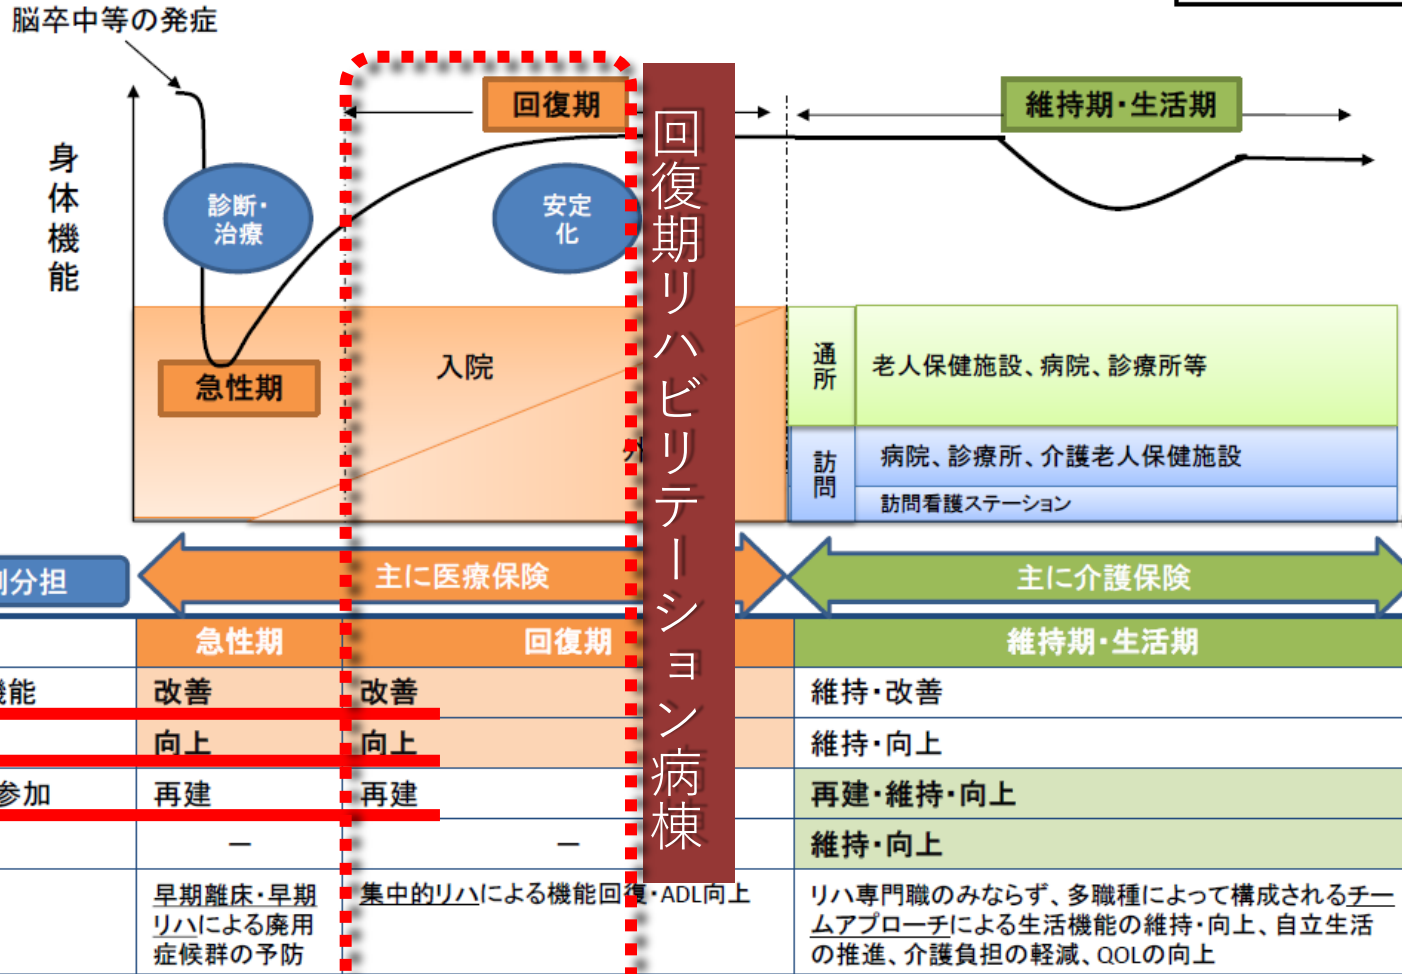 脳卒中等の発症
身体機能
回復期
維持期・生活期
診断・
治療
安定
化
急性期
入院
回復期リハビリテーション病棟
通所
老人保健施設、病院、診療所等
訪問
病院、診療所、介護老人保健施設
訪問看護ステーション
分担
主に医療保険
主に介護保険
急性期
回復期
維持期・生活期
能
改善
改善
維持・改善
向上
向上
維持・向上
参加
再建
再建
再建・維持・向上
－
－
維持・向上
早期離床・早期
リハによる廃用
症候群の予防
集中的リハによる機能回復・ADL向上
リハ専門職のみならず、多職種によって構成されるチー
ムアプローチによる生活機能の維持・向上、自立生活
の推進、介護負担の軽減、QOLの向上